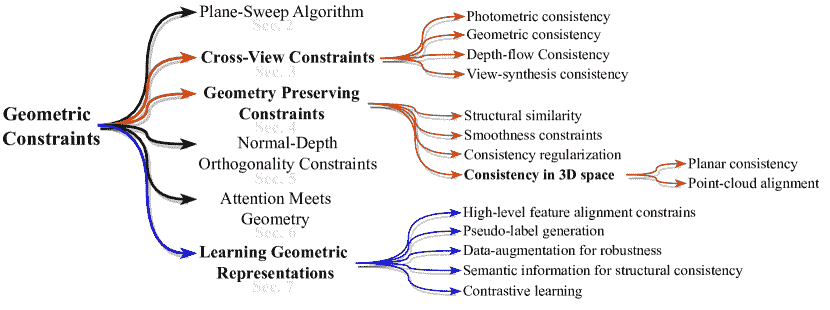 Geometric
Constraints
Plane-Sweep Algorithm
Sec. 2
Cross-View Constraints
Sec. 3
Photometric consistency
Geometric consistency
Depth-flow Consistency
View-synthesis consistency
Geometry Preserving
Constraints
Sec. 4
Structural similarity
Smoothness constraints
Consistency regularization
Consistency in 3D space
Planar consistency
Point-cloud alignment
Normal-Depth
Orthogonality Constraints
Sec. 5
Attention Meets
Geometry
Sec. 6
Learning Geometric
Representations
Sec. 7
High-level feature alignment constrains
Pseudo-label generation
Data-augmentation for robustness
Semantic information for structural consistency
Contrastive learning